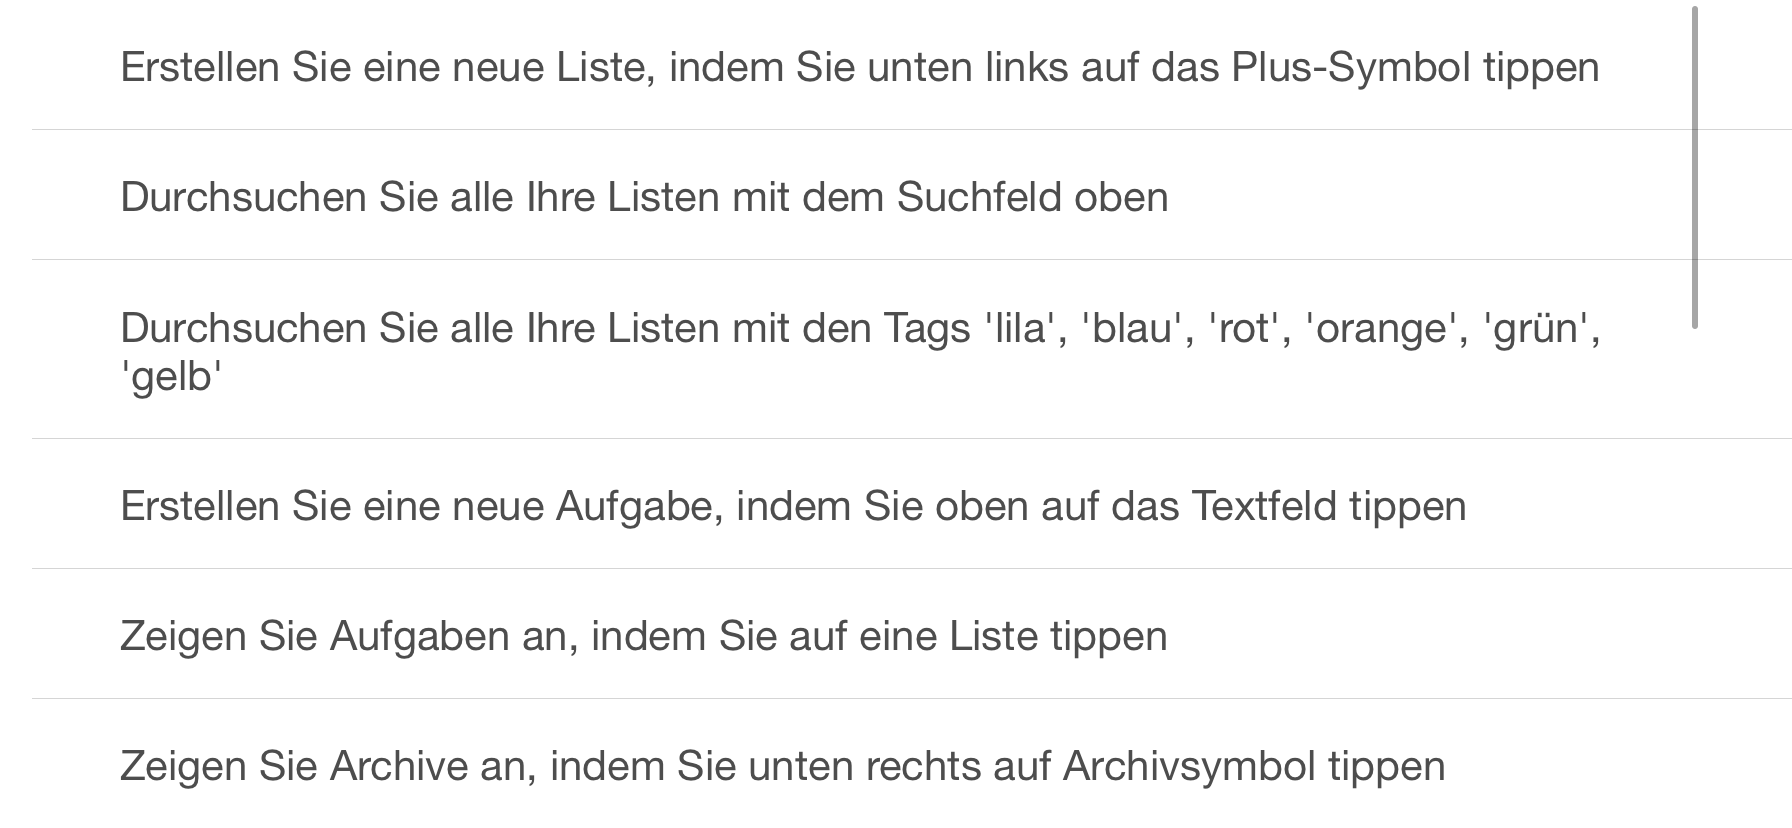 Erstellen Sie eine neue Liste, indem Sie unten links auf das Plus-Symbol tippen
Durchsuchen Sie alle Ihre Listen mit dem Suchfeld oben
Durchsuchen Sie alle Ihre Listen mit den Tags 'lila', 'blau', 'rot', 'orange', 'grün',
'gelb'
Erstellen Sie eine neue Aufgabe, indem Sie oben auf das Textfeld tippen
Zeigen Sie Aufgaben an, indem Sie auf eine Liste tippen
Zeigen Sie Archive an, indem Sie unten rechts auf Archivsymbol tippen